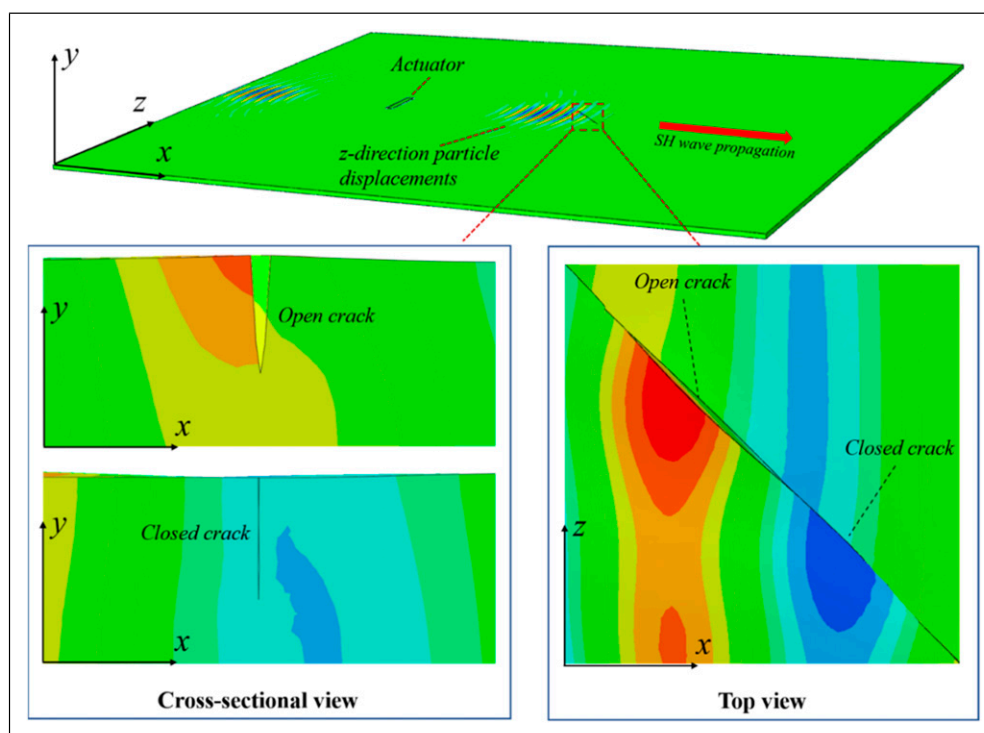 y
z
x
Actuator
z-direction particle
displacements
SH wave propagation
y
Open crack
x
y
Closed crack
x
Cross-sectional view
Open crack
Closed crack
z
x
Top view